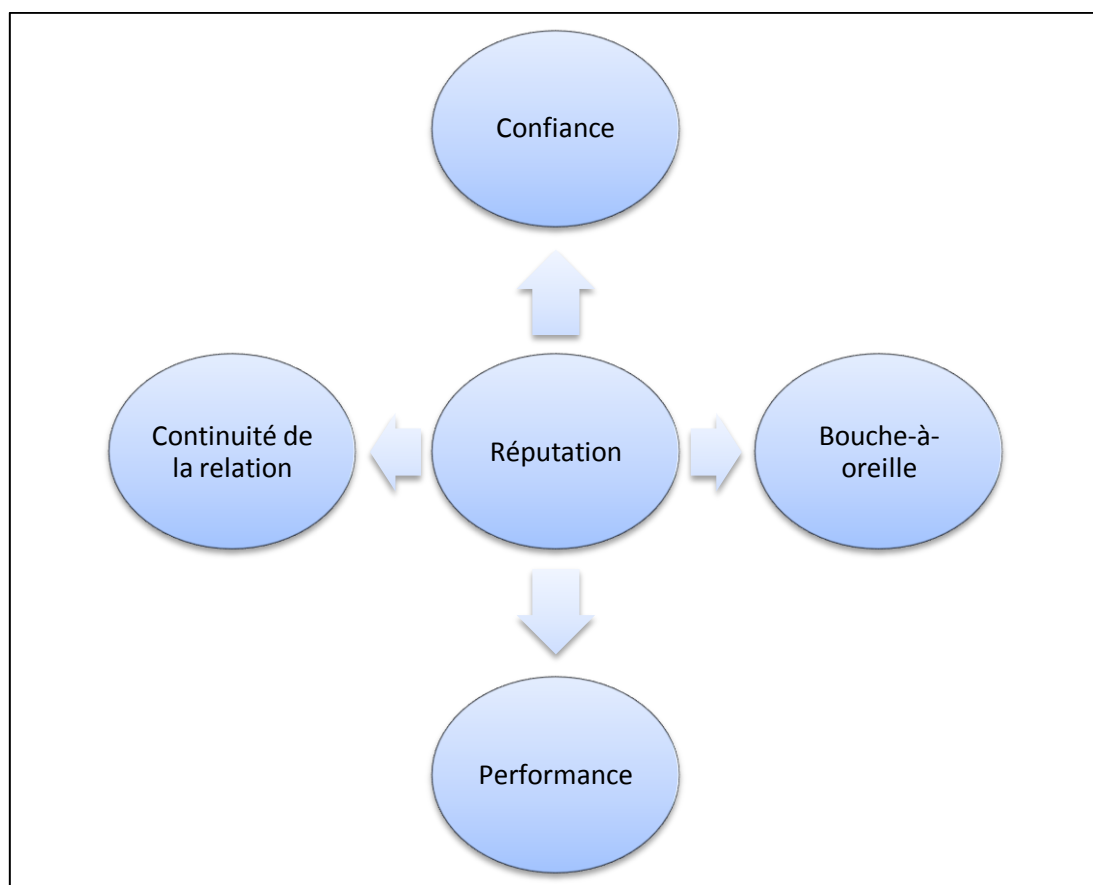 Confiance
Continuité de
la relation
Réputation
Bouche-à-
oreille
Performance